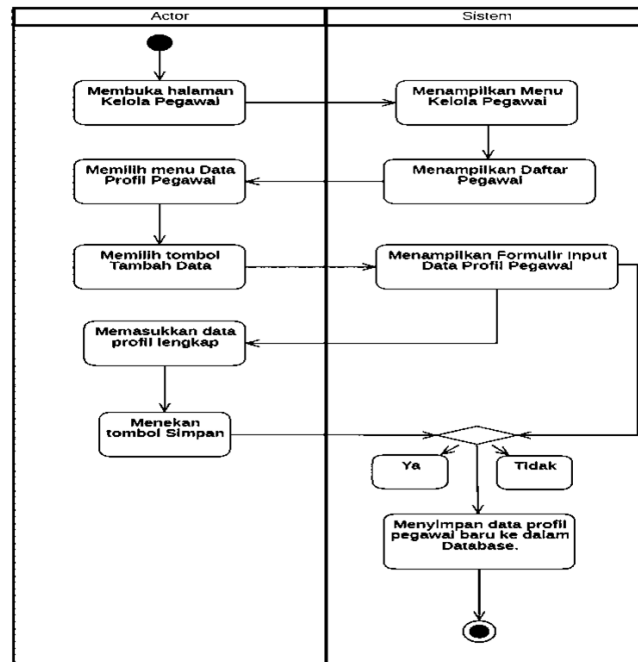 Actor
Sistem
Membuka halaman
Kelola Pegawai
Menampilkan Menu
Kelola Pegawai
Memilih menu Data
Profil Pegawai
Menampilkan Daftar
Pegawai
Memilih tombol
Tambah Data
Menampilkan Formulir Input
Data Profil Pegawai
Memasukkan data
profil lengkap
Menekan
tombol Simpan
Ya
Tidak
Menyimpan data profil
pegawai baru ke dalam
Database.